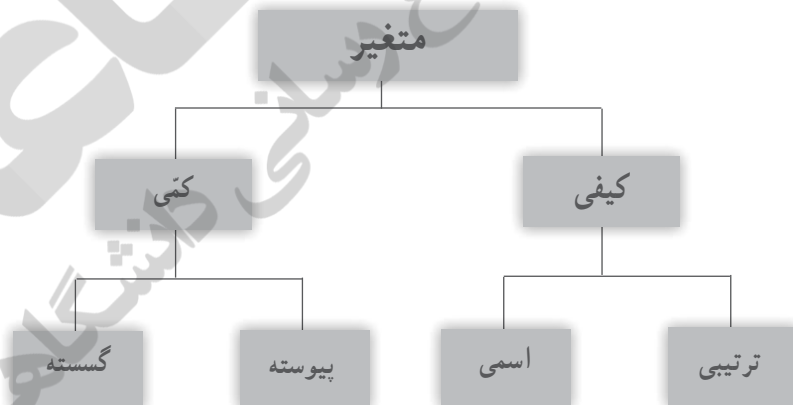 متغیر
کیفی
کمّی
ترتیبی
اسمی
پیوسته
گسسته